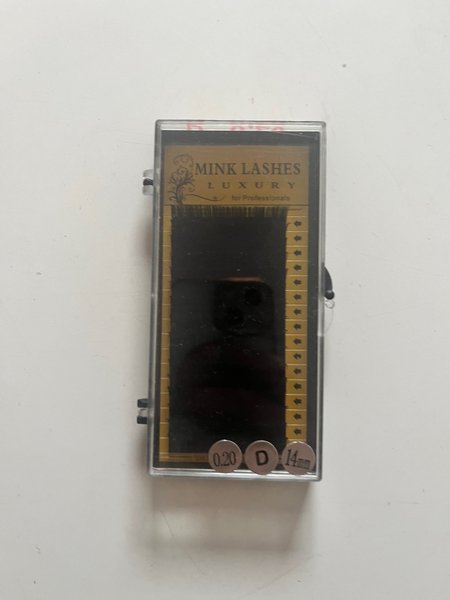 MINK LASHES
LUXURY
for Professionals
0.20 D 14mm